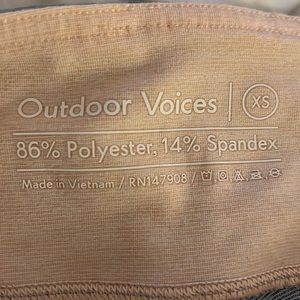 Outdoor Voices | XS
86% Polyester, 14% Spandex
Made in Vietnam / RN147908 /